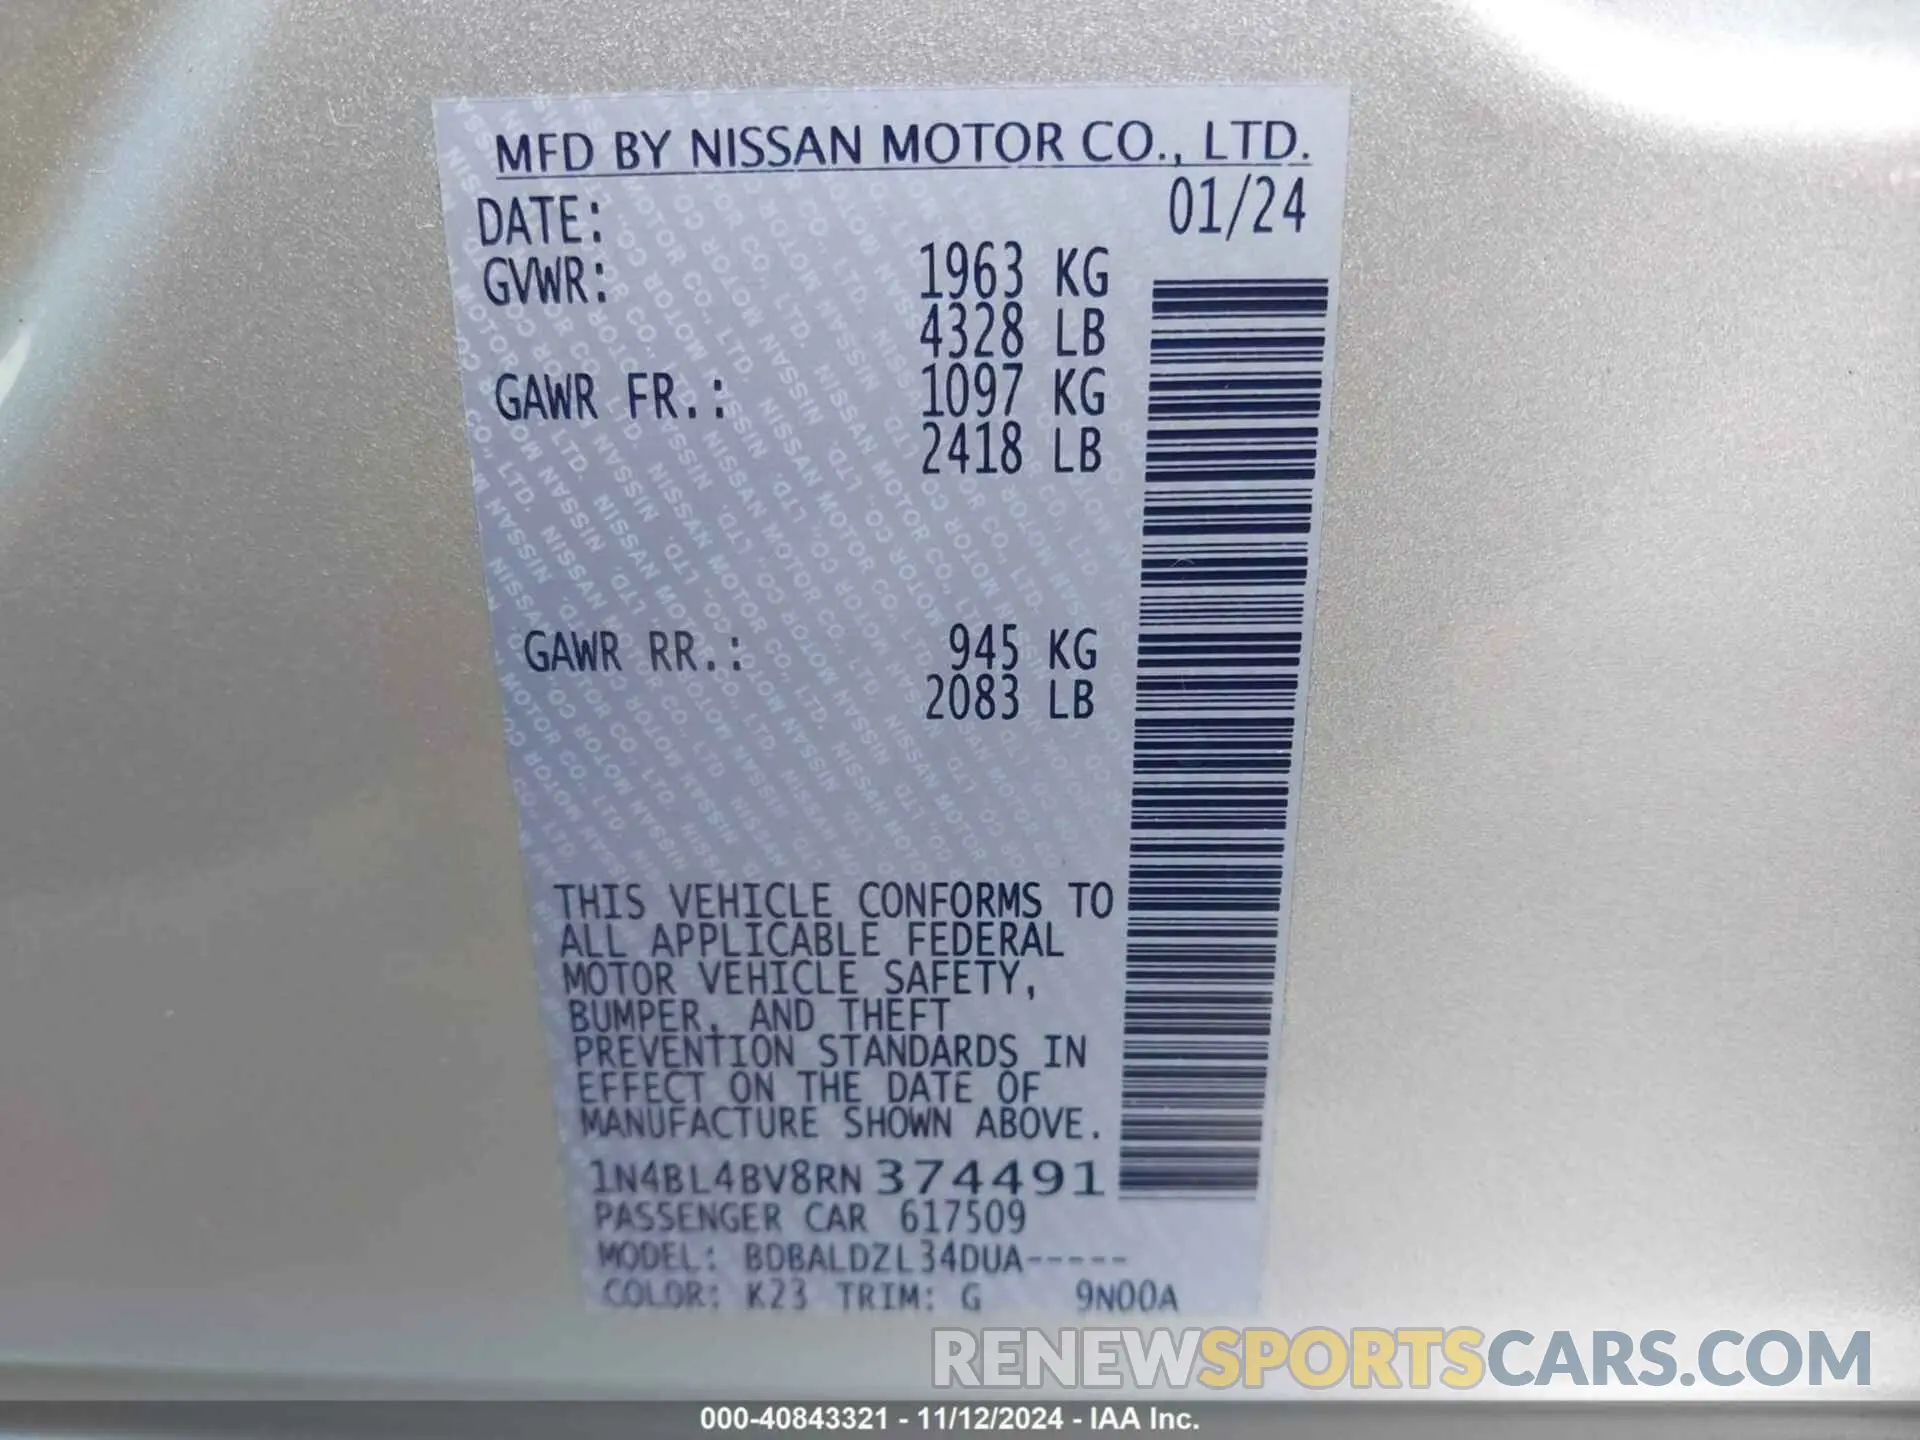 MFD BY NISSAN MOTOR CO., LTD.
DATE: 01/24
GVWR: 1963 KG
4328 LB
GAWR FR.: 1097 KG
2418 LB
GAWR RR.: 945 KG
2083 LB
THIS VEHICLE CONFORMS TO
ALL APPLICABLE FEDERAL
MOTOR VEHICLE SAFETY,
BUMPER, AND THEFT
PREVENTION STANDARDS IN
EFFECT ON THE DATE OF
MANUFACTURE SHOWN ABOVE.
1N4BL4BV8RN374491
PASSENGER CAR 617509
MODEL: BDBALDZL34DUA-----
COLOR: K23 TRIM: G 9N00A
RENEWSPORTSCARS.COM
000-40843321 - 11/12/2024 - IAA Inc.